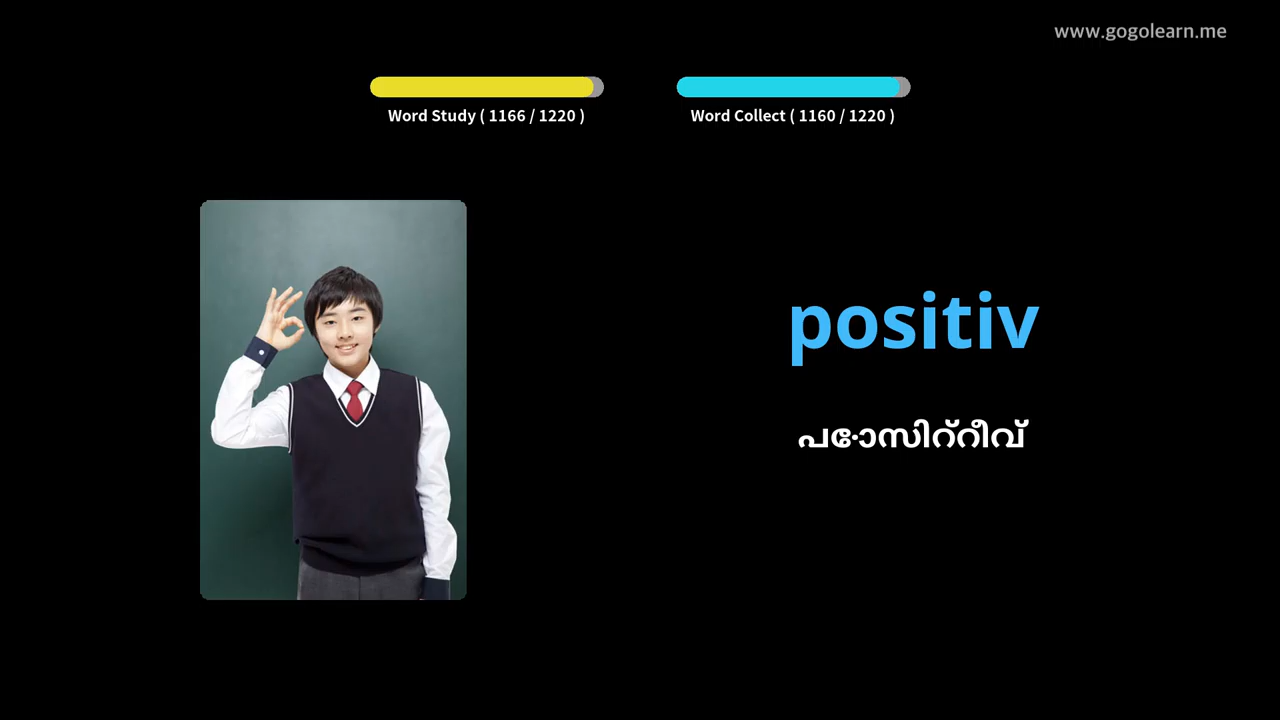 www.gogolearn.me
Word Study ( 1166 / 1220 )
Word Collect ( 1160 / 1220 )
positiv
പോസിറ്റീവ്